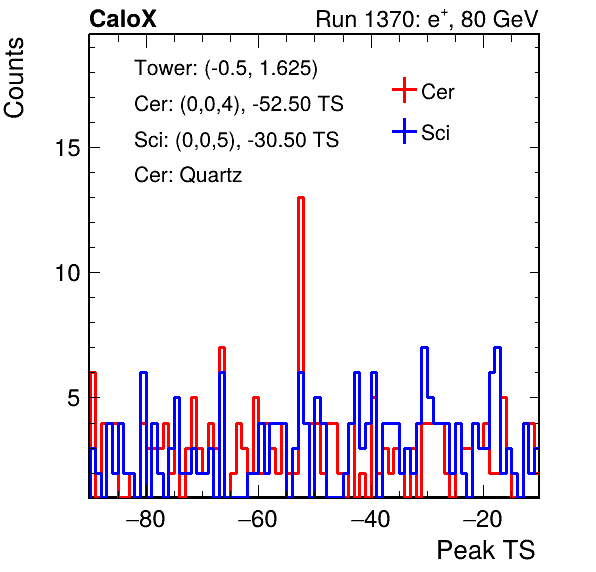 CaloX Run 1370: e⁺, 80 GeV
Counts
Tower: (-0.5, 1.625)
Cer: (0,0,4), -52.50 TS
Sci: (0,0,5), -30.50 TS
Cer: Quartz
Cer
Sci
15
10
5
−80 −60 −40 −20
Peak TS